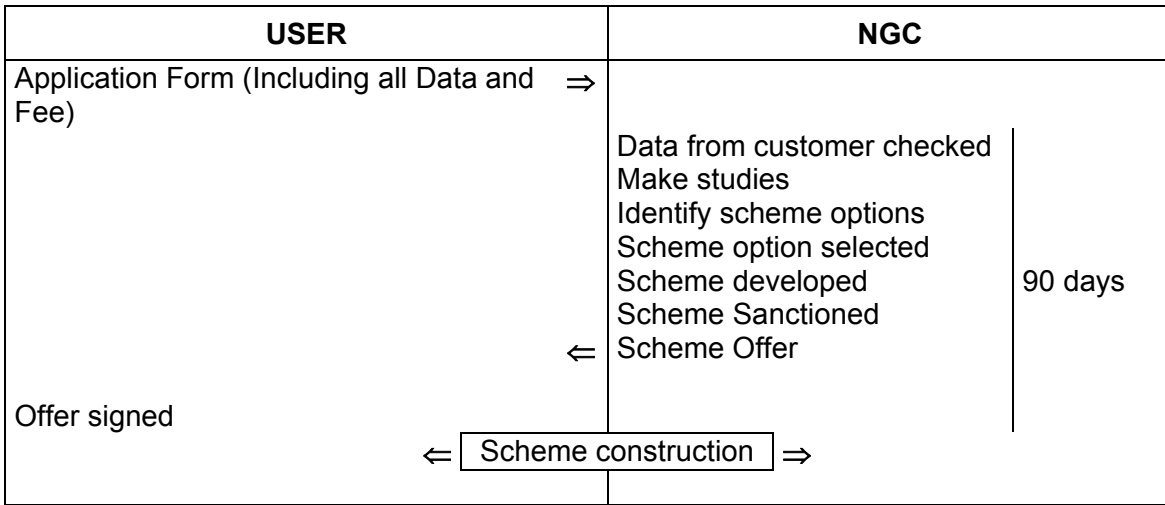 USER
NGC
Application Form (Including all Data and ⇒
Fee)
Data from customer checked
Make studies
Identify scheme options
Scheme option selected
Scheme developed
90 days
Scheme Sanctioned
⇐ Scheme Offer
Offer signed
⇐ Scheme construction ⇒